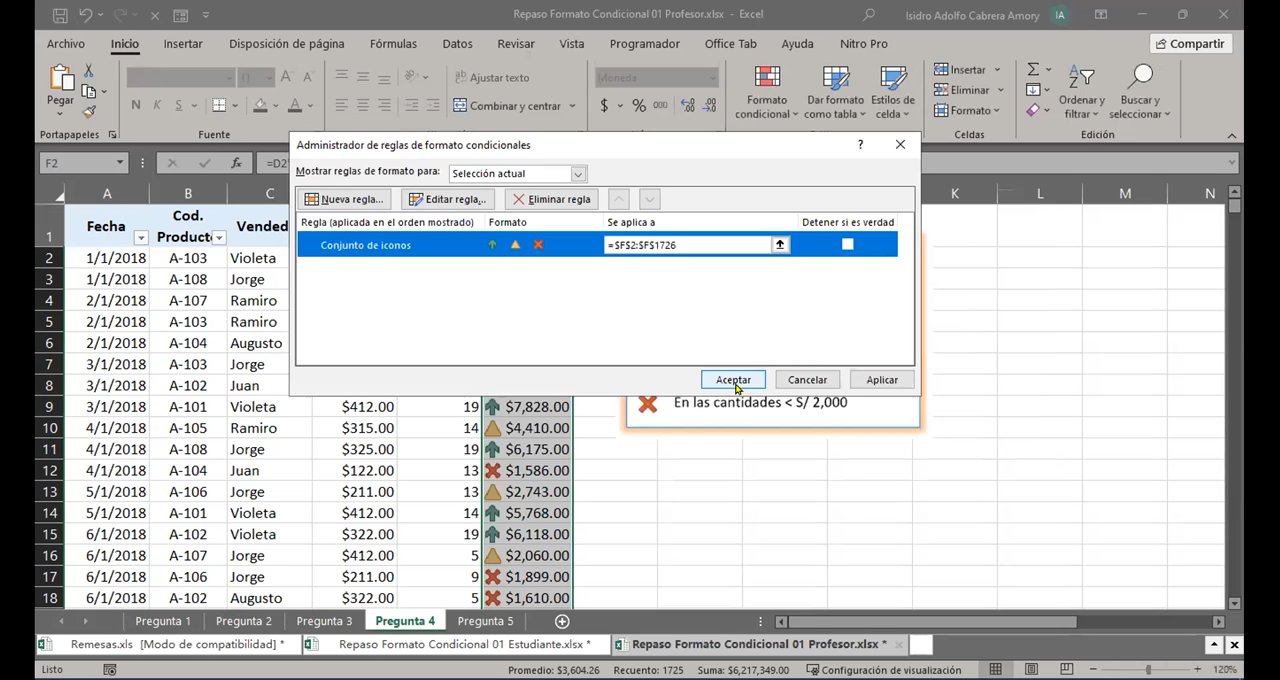 Repaso Formato Condicional 01 Profesor.xlsx - Excel
Isidro Adolfo Cabrera Amory
IA
Archivo Inicio Insertar Disposición de página Fórmulas Datos Revisar Vista Programador Office Tab Ayuda Nitro Pro
Compartir
Pegar
N K S
Ajustar texto
Combinar y centrar
Moneda
$ % 000
Formato condicional
Dar formato como tabla
Estilos de celda
Insertar
Eliminar
Formato
Ordenar y filtrar
Buscar y seleccionar
Portapapeles Fuente Celdas Edición
F2
fx
=D2
Administrador de reglas de formato condicionales
Mostrar reglas de formato para: Selección actual
Nueva regla... Editar regla... Eliminar regla
Regla (aplicada en el orden mostrado) Formato Se aplica a Detener si es verdad
Conjunto de iconos =$F$2:$F$1726
Aceptar Cancelar Aplicar
A B C K L M N
1 Fecha Cod. Producto Vended
2 1/1/2018 A-103 Violeta
3 1/1/2018 A-108 Jorge
4 2/1/2018 A-107 Ramiro
5 2/1/2018 A-103 Ramiro
6 2/1/2018 A-104 Augusto
7 3/1/2018 A-103 Jorge
8 3/1/2018 A-102 Juan
9 3/1/2018 A-101 Violeta $412.00 19 $7,828.00
En las cantidades < S/ 2,000
10 4/1/2018 A-105 Ramiro $315.00 14 $4,410.00
11 4/1/2018 A-108 Jorge $325.00 19 $6,175.00
12 4/1/2018 A-104 Juan $122.00 13 $1,586.00
13 5/1/2018 A-106 Jorge $211.00 13 $2,743.00
14 5/1/2018 A-101 Violeta $412.00 14 $5,768.00
15 6/1/2018 A-102 Violeta $322.00 19 $6,118.00
16 6/1/2018 A-107 Jorge $412.00 5 $2,060.00
17 6/1/2018 A-106 Jorge $211.00 9 $1,899.00
18 6/1/2018 A-102 Augusto $322.00 5 $1,610.00
Pregunta 1 Pregunta 2 Pregunta 3 Pregunta 4 Pregunta 5
Remesas.xls [Modo de compatibilidad] * Repaso Formato Condicional 01 Estudiante.xlsx * Repaso Formato Condicional 01 Profesor.xlsx *
Listo Promedio: $3,604.26 Recuento: 1725 Suma: $6,217,349.00 Configuración de visualización 120%